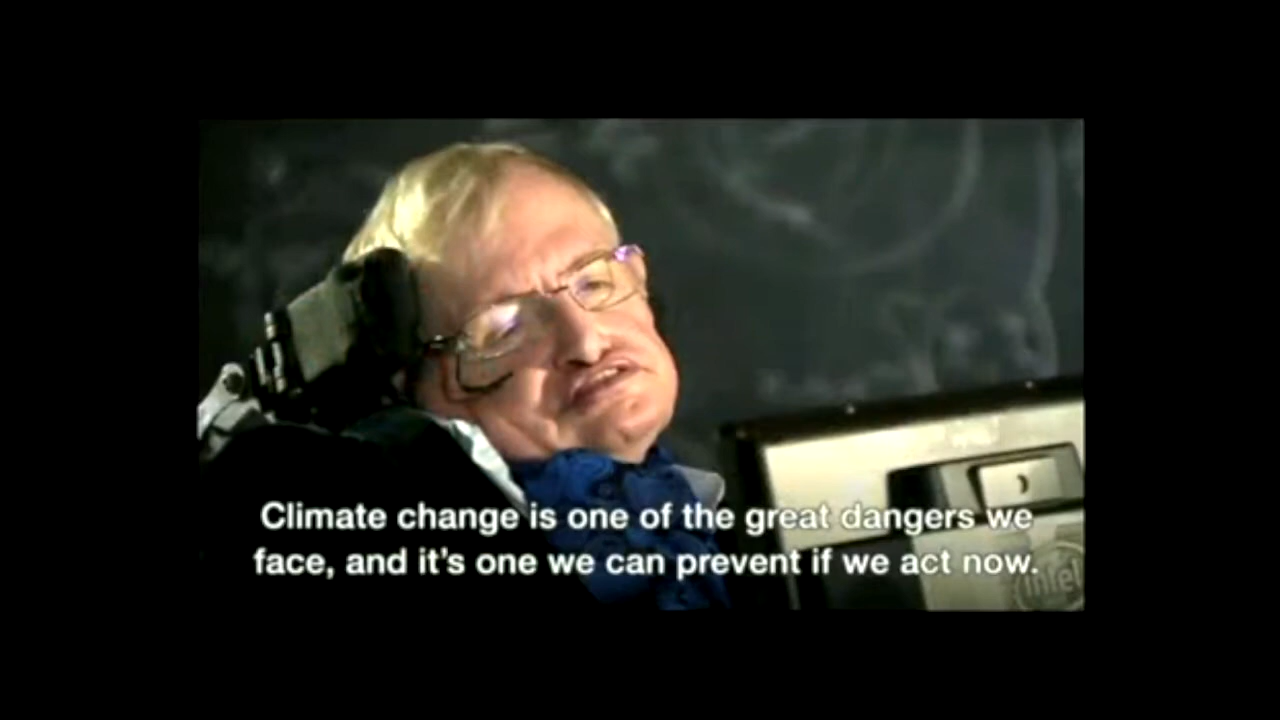 Climate change is one of the great dangers we
face, and it's one we can prevent if we act now.
intel